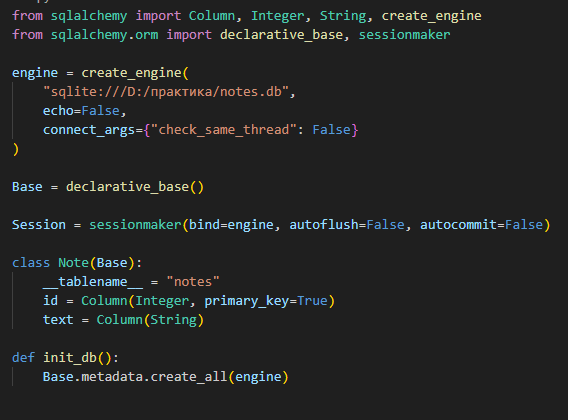 from sqlalchemy import Column, Integer, String, create_engine
from sqlalchemy.orm import declarative_base, sessionmaker
engine = create_engine(
    "sqlite:///D:/практика/notes.db",
    echo=False,
    connect_args={"check_same_thread": False}
)
Base = declarative_base()
Session = sessionmaker(bind=engine, autoflush=False, autocommit=False)
class Note(Base):
    __tablename__ = "notes"
    id = Column(Integer, primary_key=True)
    text = Column(String)
def init_db():
    Base.metadata.create_all(engine)